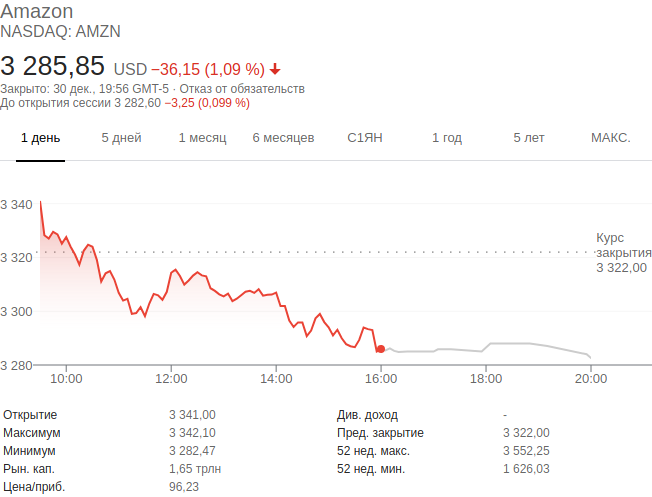 Amazon
NASDAQ: AMZN
3 285,85 USD −36,15 (1,09 %)
Закрыто: 30 дек., 19:56 GMT-5 · Отказ от обязательств
До открытия сессии 3 282,60 −3,25 (0,099 %)
1 день 5 дней 1 месяц 6 месяцев С1ЯН 1 год 5 лет МАКС.
3 340
Курс
закрытия
3 320
3 322,00
3 300
3 280
10:00 12:00 14:00 16:00 18:00 20:00
Открытие 3 341,00 Див. доход -
Максимум 3 342,10 Пред. закрытие 3 322,00
Минимум 3 282,47 52 нед. макс. 3 552,25
Рын. кап. 1,65 трлн 52 нед. мин. 1 626,03
Цена/приб. 96,23